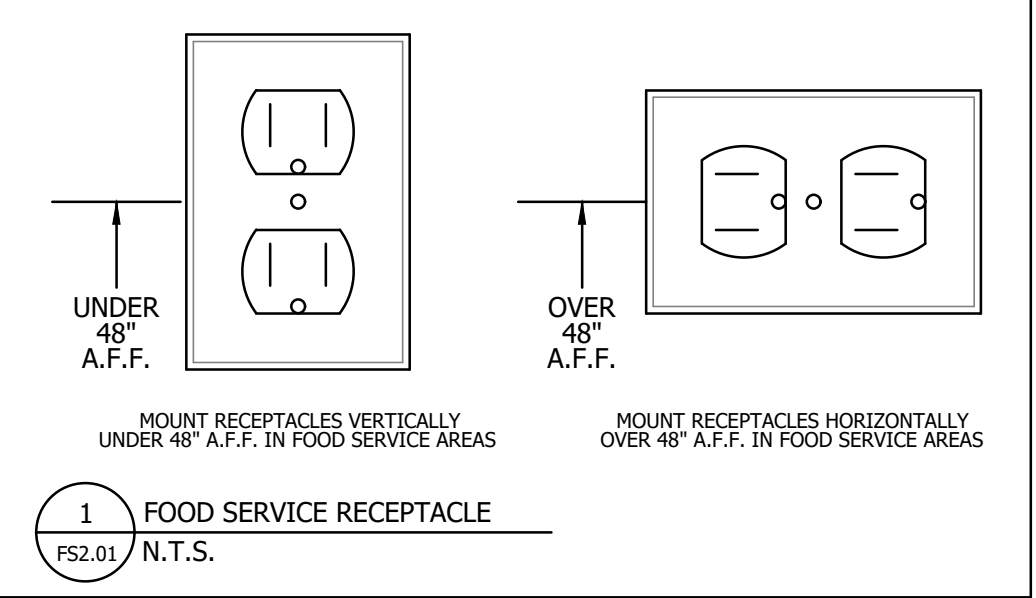 UNDER
48"
A.F.F.
OVER
48"
A.F.F.
MOUNT RECEPTACLES VERTICALLY
UNDER 48" A.F.F. IN FOOD SERVICE AREAS
MOUNT RECEPTACLES HORIZONTALLY
OVER 48" A.F.F. IN FOOD SERVICE AREAS
1
FOOD SERVICE RECEPTACLE
FS2.01
N.T.S.